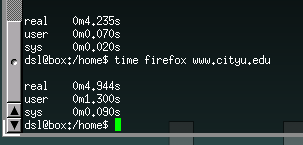 real 0m4.235s
user 0m0.070s
sys 0m0.020s
dsl@box:/home$ time firefox www.cityu.edu
real 0m4.944s
user 0m1.300s
sys 0m0.090s
dsl@box:/home$